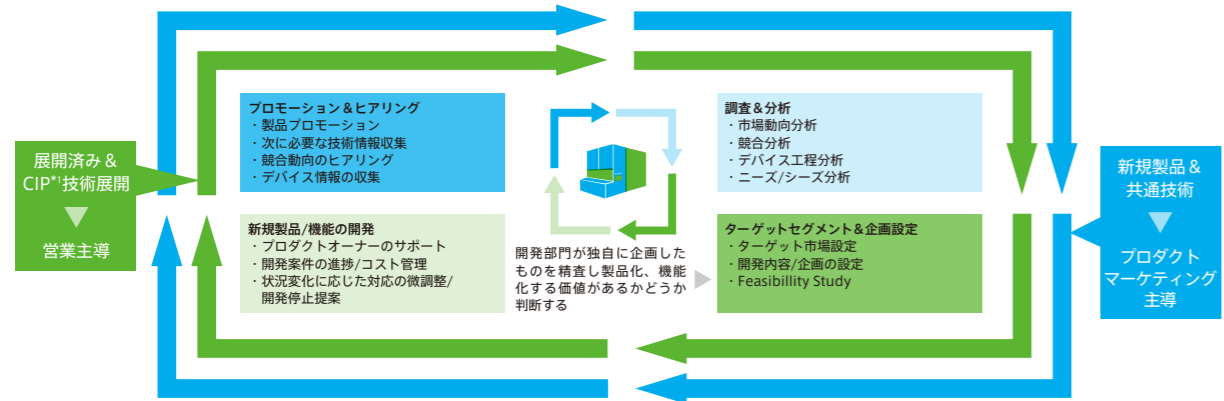 展開済み＆
CIP*1技術展開
営業主導
プロモーション＆ヒアリング
・製品プロモーション
・次に必要な技術情報収集
・競合動向のヒアリング
・デバイス情報の収集
調査＆分析
・市場動向分析
・競合分析
・デバイス工程分析
・ニーズ/シーズ分析
新規製品/機能の開発
・プロダクトオーナーのサポート
・開発案件の進捗/コスト管理
・状況変化に応じた対応の微調整/
開発停止提案
開発部門が独自に企画した
ものを精査し製品化、機能
化する価値があるかどうか
判断する
ターゲットセグメント＆企画設定
・ターゲット市場設定
・開発内容/企画の設定
・Feasibillity Study
新規製品＆
共通技術
プロダクト
マーケティング
主導